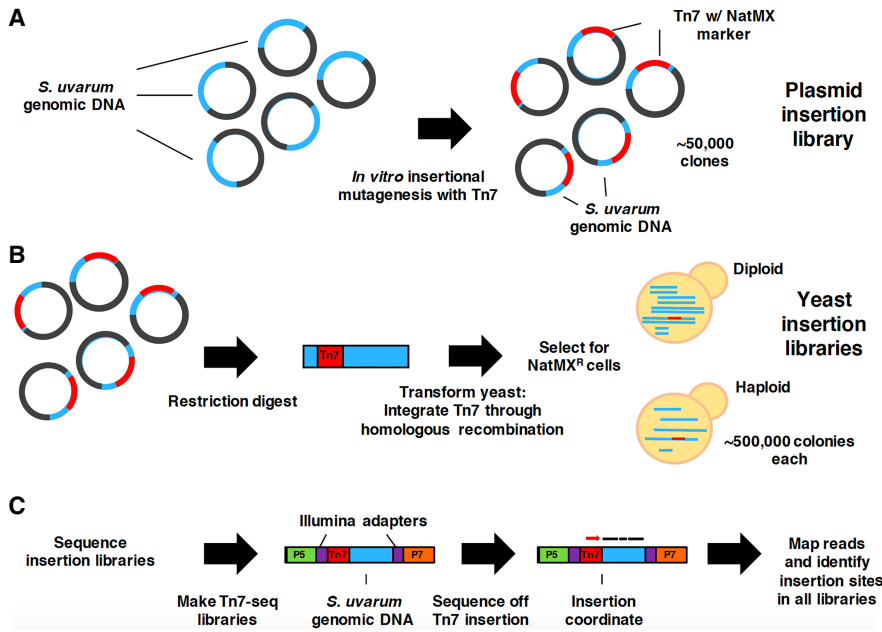 A
S. uvarum
genomic DNA
In vitro insertional
mutagenesis with Tn7
Tn7 w/ NatMX
marker
~50,000
clones
S. uvarum
genomic DNA
Plasmid
insertion
library
B
Restriction digest
Tn7
Transform yeast:
Integrate Tn7 through
homologous recombination
Select for
NatMXᴿ cells
Diploid
Haploid
~500,000 colonies
each
Yeast
insertion
libraries
C
Sequence
insertion libraries
Make Tn7-seq
libraries
Illumina adapters
P5 Tn7 P7
S. uvarum
genomic DNA
Sequence off
Tn7 insertion
P5 Tn7 P7
Insertion
coordinate
Map reads
and identify
insertion sites
in all libraries